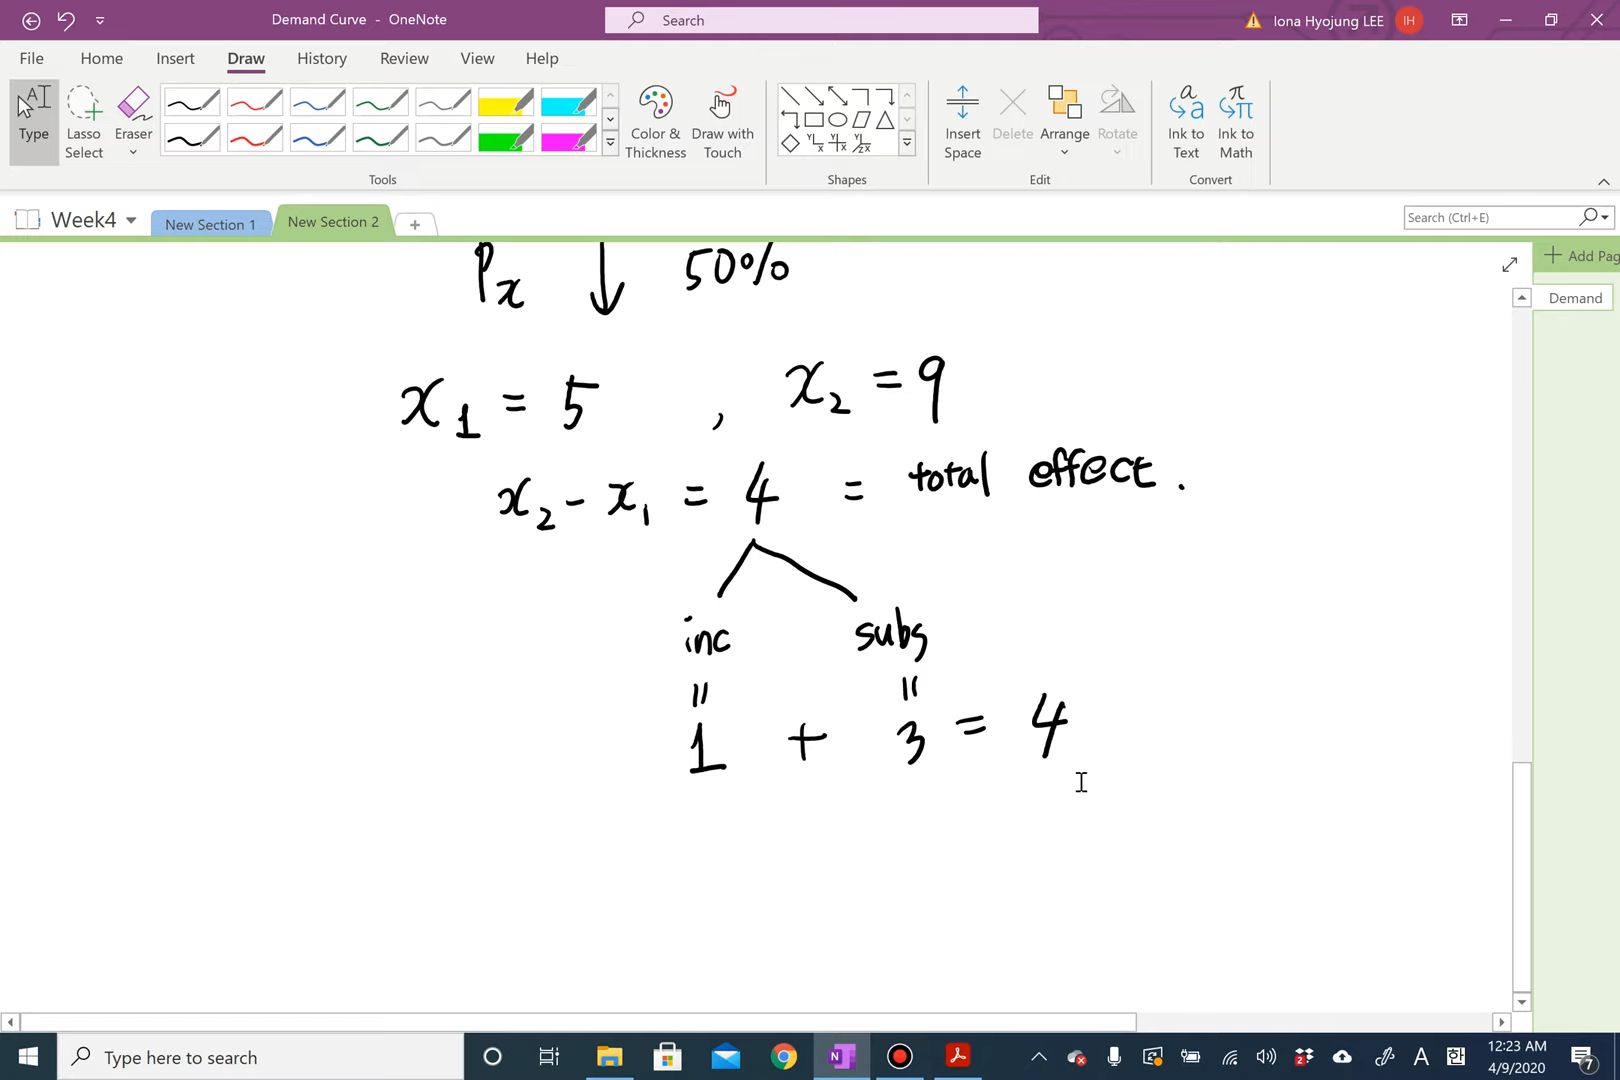 Demand Curve - OneNote
Search
Iona Hyojung LEE
IH
File Home Insert Draw History Review View Help
Type
Lasso Select
Eraser
Color & Thickness
Draw with Touch
Insert Space
Delete
Arrange
Rotate
Ink to Text
Ink to Math
Tools
Shapes
Edit
Convert
Week4
New Section 1
New Section 2
Search (Ctrl+E)
Add Pag
Demand
Px ↓ 50%
x₁ = 5 , x₂ = 9
x₂ - x₁ = 4 = total effect.
inc subs
= =
1 + 3 = 4
Type here to search
A
한
12:23 AM
4/9/2020
7